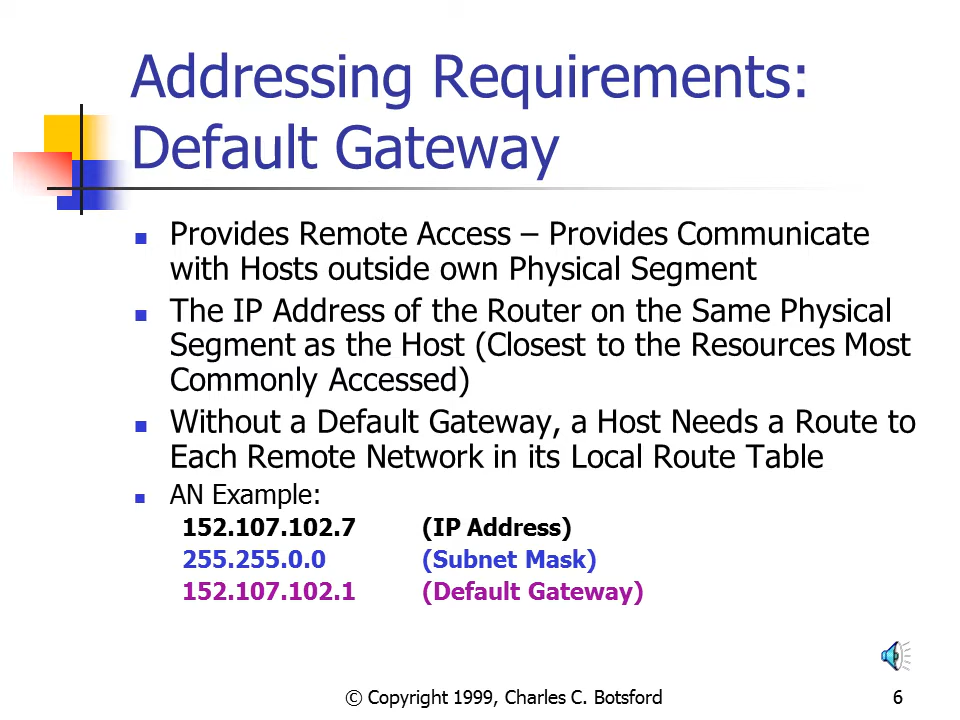 Addressing Requirements:
Default Gateway
Provides Remote Access – Provides Communicate
with Hosts outside own Physical Segment
The IP Address of the Router on the Same Physical
Segment as the Host (Closest to the Resources Most
Commonly Accessed)
Without a Default Gateway, a Host Needs a Route to
Each Remote Network in its Local Route Table
AN Example:
152.107.102.7 (IP Address)
255.255.0.0 (Subnet Mask)
152.107.102.1 (Default Gateway)
© Copyright 1999, Charles C. Botsford 6